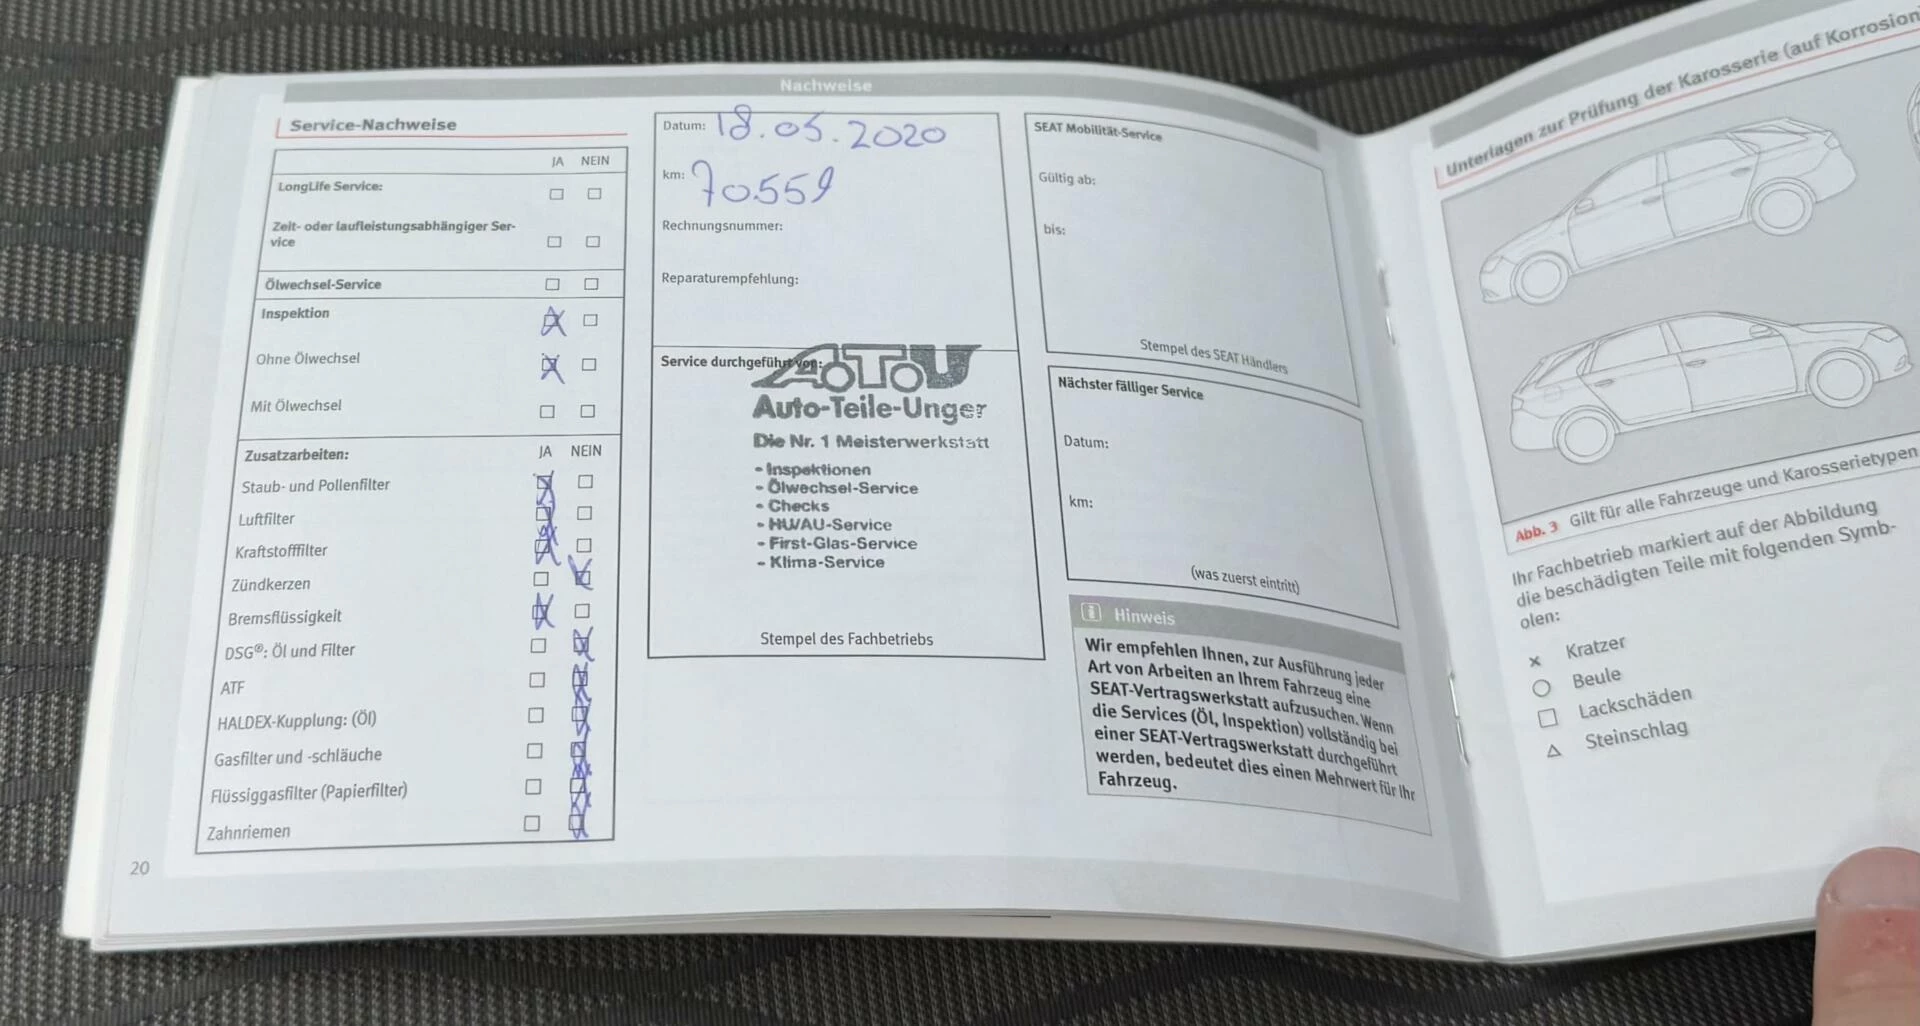 Nachweise
Service-Nachweise
JA NEIN
LongLife Service:
Zeit- oder laufleistungsabhängiger Ser-
vice
Ölwechsel-Service
Inspektion
Ohne Ölwechsel
Mit Ölwechsel
Zusatzarbeiten: JA NEIN
Staub- und Pollenfilter
Luftfilter
Kraftstofffilter
Zündkerzen
Bremsflüssigkeit
DSG®: Öl und Filter
ATF
HALDEX-Kupplung: (Öl)
Gasfilter und -schläuche
Flüssiggasfilter (Papierfilter)
Zahnriemen
20
Datum: 18.05.2020
km: 70559
Rechnungsnummer:
Reparaturempfehlung:
Service durchgeführt von:
A.T.U
Auto-Teile-Unger
Die Nr. 1 Meisterwerkstatt
- Inspektionen
- Ölwechsel-Service
- Checks
- HU/AU-Service
- First-Glas-Service
- Klima-Service
Stempel des Fachbetriebs
SEAT Mobilität-Service
Gültig ab:
bis:
Stempel des SEAT Händlers
Nächster fälliger Service
Datum:
km:
(was zuerst eintritt)
Hinweis
Wir empfehlen Ihnen, zur Ausführung jeder
Art von Arbeiten an Ihrem Fahrzeug eine
SEAT-Vertragswerkstatt aufzusuchen. Wenn
die Services (Öl, Inspektion) vollständig bei
einer SEAT-Vertragswerkstatt durchgeführt
werden, bedeutet dies einen Mehrwert für Ihr
Fahrzeug.
Unterlagen zur Prüfung der Karosserie (auf Korrosion
Abb. 3 Gilt für alle Fahrzeuge und Karosserietypen
Ihr Fachbetrieb markiert auf der Abbildung
die beschädigten Teile mit folgenden Symb-
olen:
× Kratzer
○ Beule
□ Lackschäden
△ Steinschlag